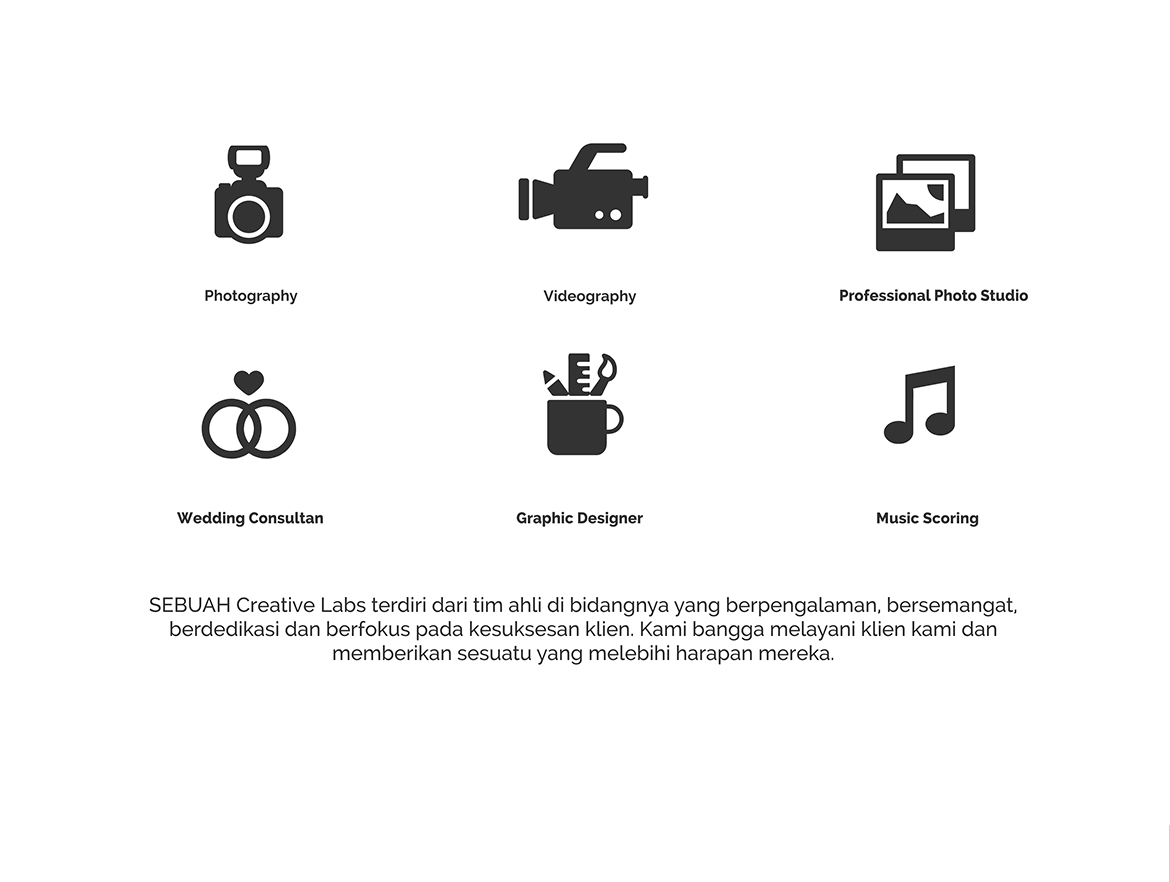 Photography
Videography
Professional Photo Studio
Wedding Consultan
Graphic Designer
Music Scoring
SEBUAH Creative Labs terdiri dari tim ahli di bidangnya yang berpengalaman, bersemangat,
berdedikasi dan berfokus pada kesuksesan klien. Kami bangga melayani klien kami dan
memberikan sesuatu yang melebihi harapan mereka.